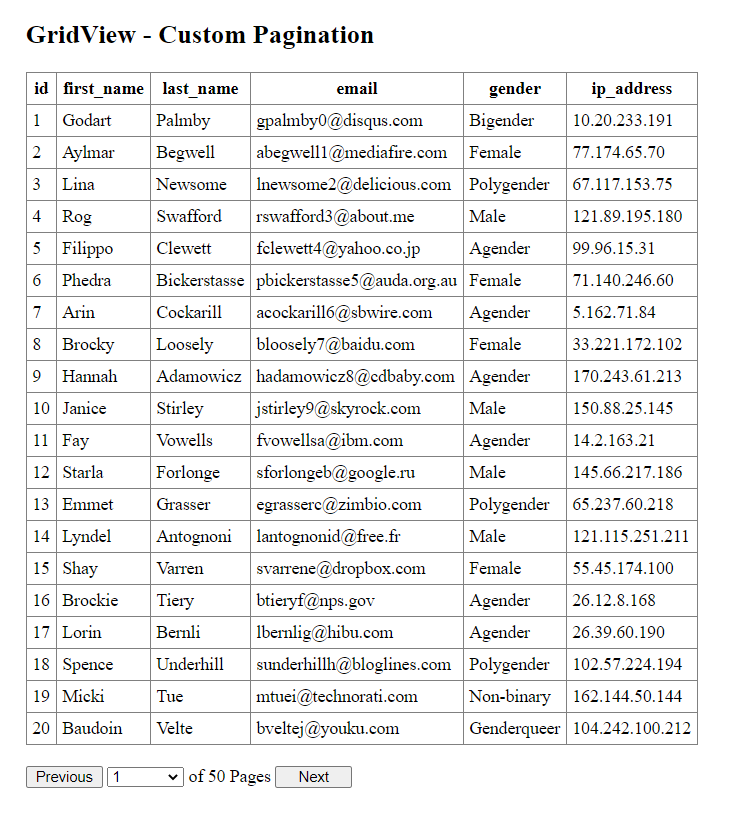 GridView - Custom Pagination
id first_name last_name email gender ip_address
1 Godart Palmby gpalmby0@disqus.com Bigender 10.20.233.191
2 Aylmar Begwell abegwell1@mediafire.com Female 77.174.65.70
3 Lina Newsome lnewsome2@delicious.com Polygender 67.117.153.75
4 Rog Swafford rswafford3@about.me Male 121.89.195.180
5 Filippo Clewett fclewett4@yahoo.co.jp Agender 99.96.15.31
6 Phedra Bickerstasse pbickerstasse5@auda.org.au Female 71.140.246.60
7 Arin Cockarill acockarill6@sbwire.com Agender 5.162.71.84
8 Brocky Loosely bloosely7@baidu.com Female 33.221.172.102
9 Hannah Adamowicz hadamowicz8@cdbaby.com Agender 170.243.61.213
10 Janice Stirley jstirley9@skyrock.com Male 150.88.25.145
11 Fay Vowells fvowellsa@ibm.com Agender 14.2.163.21
12 Starla Forlonge sforlongeb@google.ru Male 145.66.217.186
13 Emmet Grasser egrasserc@zimbio.com Polygender 65.237.60.218
14 Lyndel Antognoni lantognonid@free.fr Male 121.115.251.211
15 Shay Varren svarrene@dropbox.com Female 55.45.174.100
16 Brockie Tiery btieryf@nps.gov Agender 26.12.8.168
17 Lorin Bernli lbernlig@hibu.com Agender 26.39.60.190
18 Spence Underhill sunderhillh@bloglines.com Polygender 102.57.224.194
19 Micki Tue mtuei@technorati.com Non-binary 162.144.50.144
20 Baudoin Velte bveltej@youku.com Genderqueer 104.242.100.212
Previous 1 of 50 Pages Next